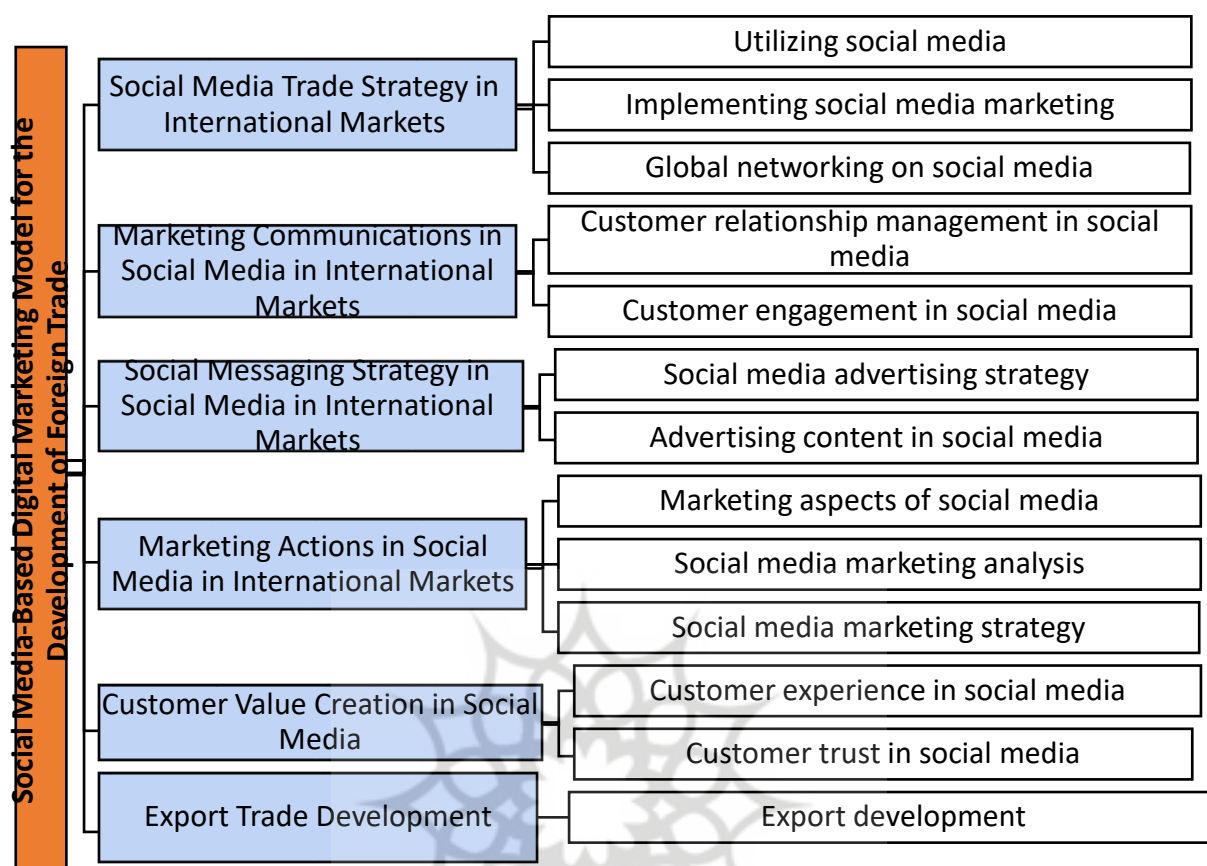 Social Media-Based Digital Marketing Model for the
Development of Foreign Trade
Social Media Trade Strategy in
International Markets
Utilizing social media
Implementing social media marketing
Global networking on social media
Marketing Communications in
Social Media in International
Markets
Customer relationship management in social
media
Customer engagement in social media
Social Messaging Strategy in
Social Media in International
Markets
Social media advertising strategy
Advertising content in social media
Marketing Actions in Social
Media in International Markets
Marketing aspects of social media
Social media marketing analysis
Social media marketing strategy
Customer Value Creation in Social
Media
Customer experience in social media
Customer trust in social media
Export Trade Development
Export development